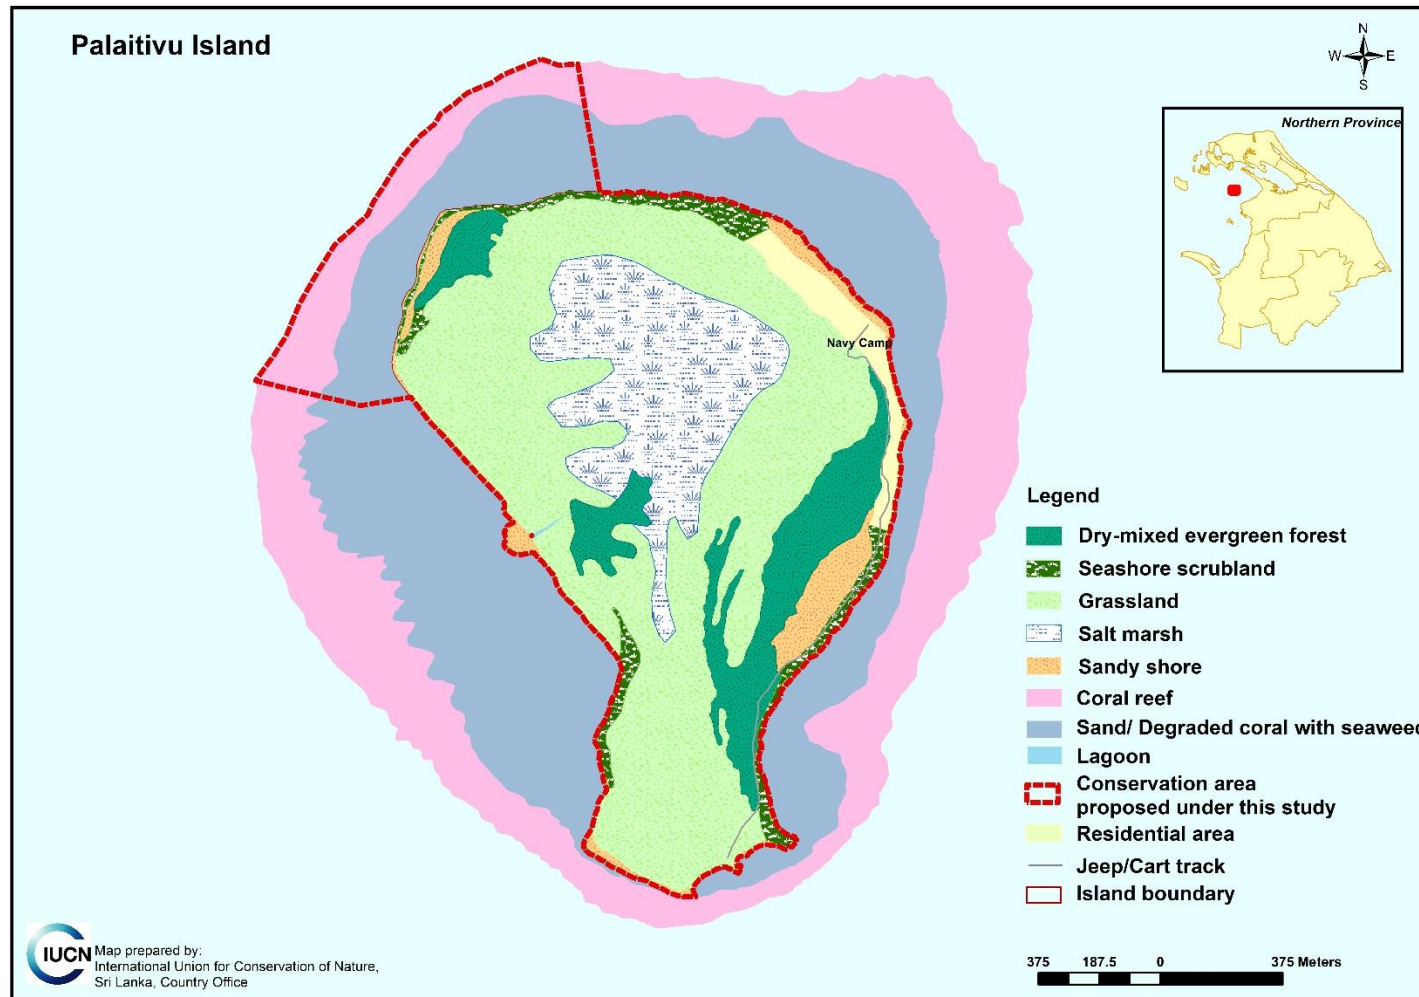 Palaitivu Island
N
W E
S
Northern Province
Navy Camp
Legend
Dry-mixed evergreen forest
Seashore scrubland
Grassland
Salt marsh
Sandy shore
Coral reef
Sand/ Degraded coral with seaweed
Lagoon
Conservation area
proposed under this study
Residential area
Jeep/Cart track
Island boundary
IUCN
Map prepared by:
International Union for Conservation of Nature,
Sri Lanka, Country Office
375 187.5 0 375 Meters